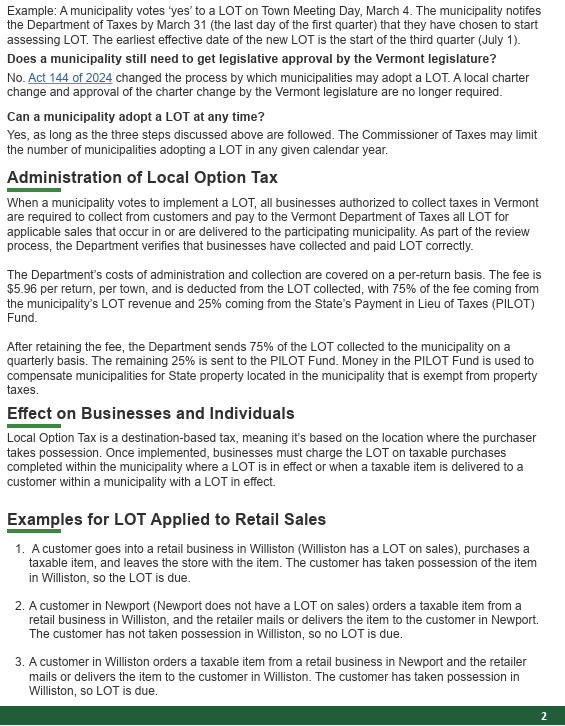 Example: A municipality votes ‘yes’ to a LOT on Town Meeting Day, March 4. The municipality notifes
the Department of Taxes by March 31 (the last day of the first quarter) that they have chosen to start
assessing LOT. The earliest effective date of the new LOT is the start of the third quarter (July 1).
Does a municipality still need to get legislative approval by the Vermont legislature?
No. Act 144 of 2024 changed the process by which municipalities may adopt a LOT. A local charter
change and approval of the charter change by the Vermont legislature are no longer required.
Can a municipality adopt a LOT at any time?
Yes, as long as the three steps discussed above are followed. The Commissioner of Taxes may limit
the number of municipalities adopting a LOT in any given calendar year.
Administration of Local Option Tax
When a municipality votes to implement a LOT, all businesses authorized to collect taxes in Vermont
are required to collect from customers and pay to the Vermont Department of Taxes all LOT for
applicable sales that occur in or are delivered to the participating municipality. As part of the review
process, the Department verifies that businesses have collected and paid LOT correctly.
The Department’s costs of administration and collection are covered on a per-return basis. The fee is
$5.96 per return, per town, and is deducted from the LOT collected, with 75% of the fee coming from
the municipality’s LOT revenue and 25% coming from the State’s Payment in Lieu of Taxes (PILOT)
Fund.
After retaining the fee, the Department sends 75% of the LOT collected to the municipality on a
quarterly basis. The remaining 25% is sent to the PILOT Fund. Money in the PILOT Fund is used to
compensate municipalities for State property located in the municipality that is exempt from property
taxes.
Effect on Businesses and Individuals
Local Option Tax is a destination-based tax, meaning it’s based on the location where the purchaser
takes possession. Once implemented, businesses must charge the LOT on taxable purchases
completed within the municipality where a LOT is in effect or when a taxable item is delivered to a
customer within a municipality with a LOT in effect.
Examples for LOT Applied to Retail Sales
1. A customer goes into a retail business in Williston (Williston has a LOT on sales), purchases a
taxable item, and leaves the store with the item. The customer has taken possession of the item
in Williston, so the LOT is due.
2. A customer in Newport (Newport does not have a LOT on sales) orders a taxable item from a
retail business in Williston, and the retailer mails or delivers the item to the customer in Newport.
The customer has not taken possession in Williston, so no LOT is due.
3. A customer in Williston orders a taxable item from a retail business in Newport and the retailer
mails or delivers the item to the customer in Williston. The customer has taken possession in
Williston, so LOT is due.
2